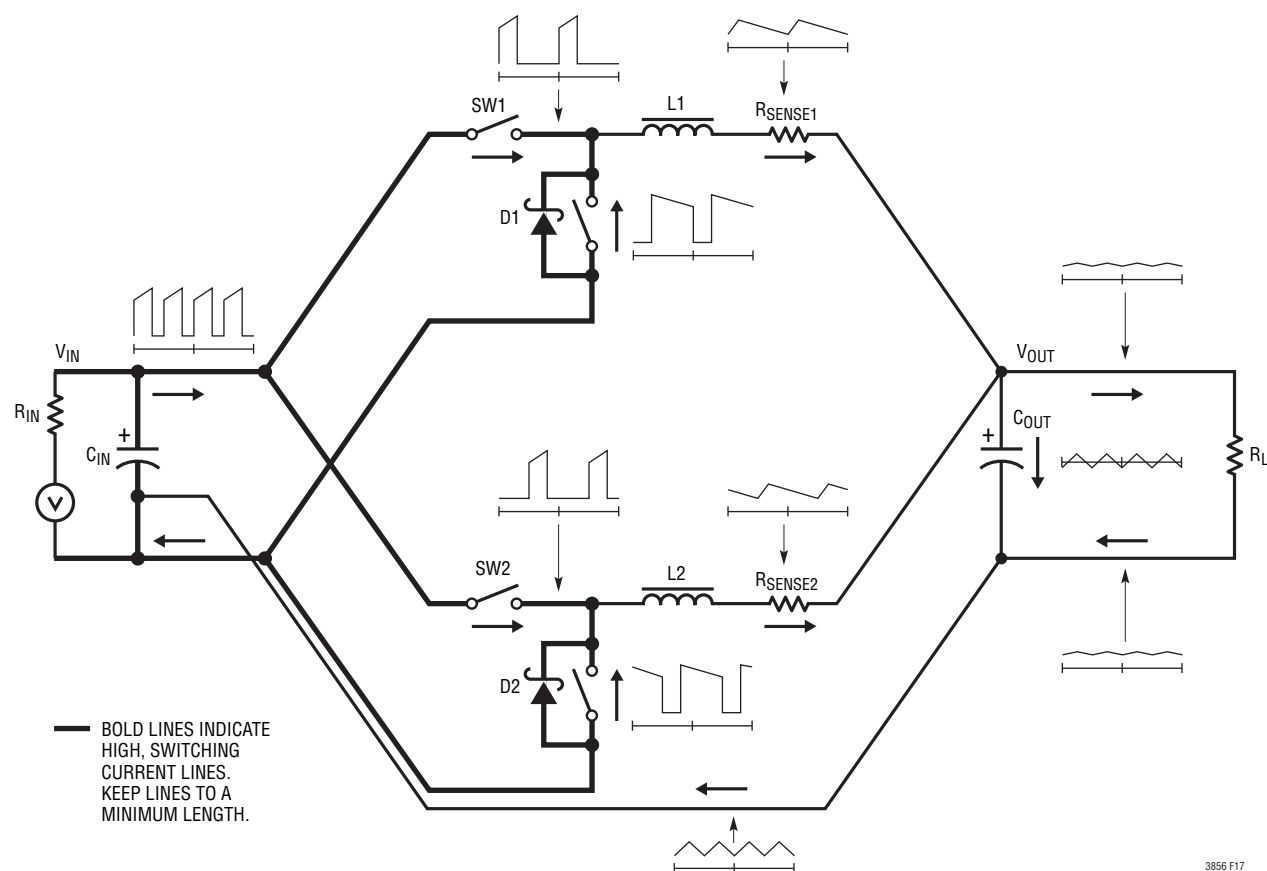 SW1
L1
RSENSE1
D1
VIN
RIN
+
CIN
V
VOUT
COUT
+
RL
SW2
L2
RSENSE2
D2
BOLD LINES INDICATE
HIGH, SWITCHING
CURRENT LINES.
KEEP LINES TO A
MINIMUM LENGTH.
3856 F17